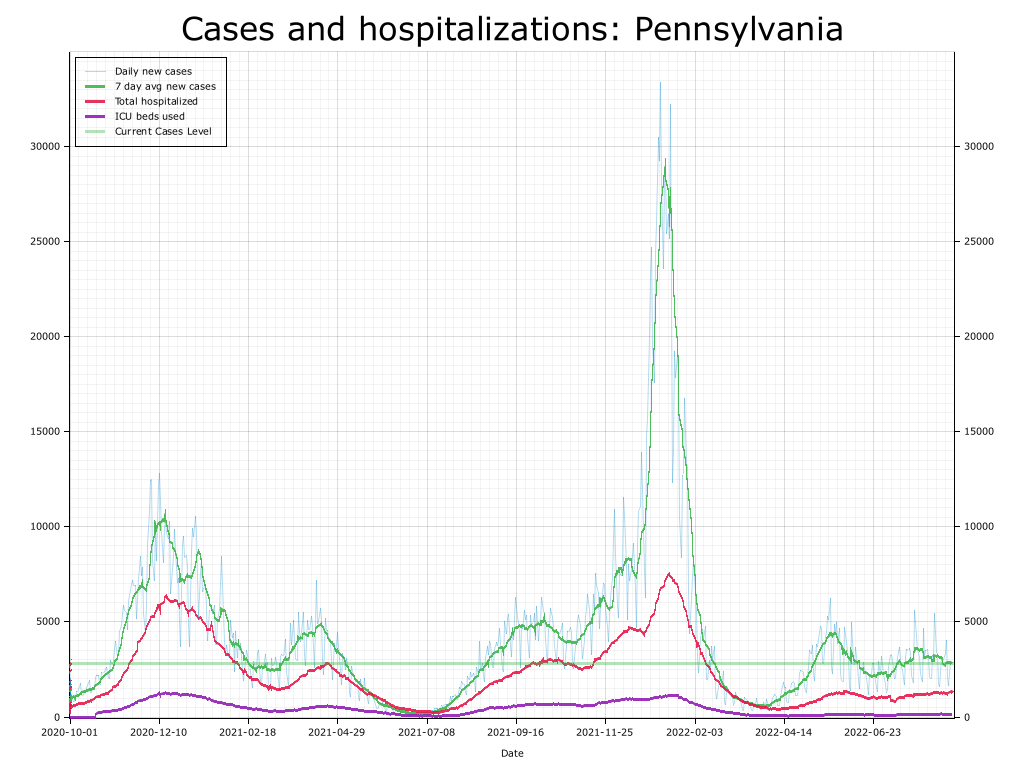 Cases and hospitalizations: Pennsylvania
Daily new cases
7 day avg new cases
Total hospitalized
ICU beds used
Current Cases Level
30000 30000
25000 25000
20000 20000
15000 15000
10000 10000
5000 5000
0 0
2020-10-01 2020-12-10 2021-02-18 2021-04-29 2021-07-08 2021-09-16 2021-11-25 2022-02-03 2022-04-14 2022-06-23
Date